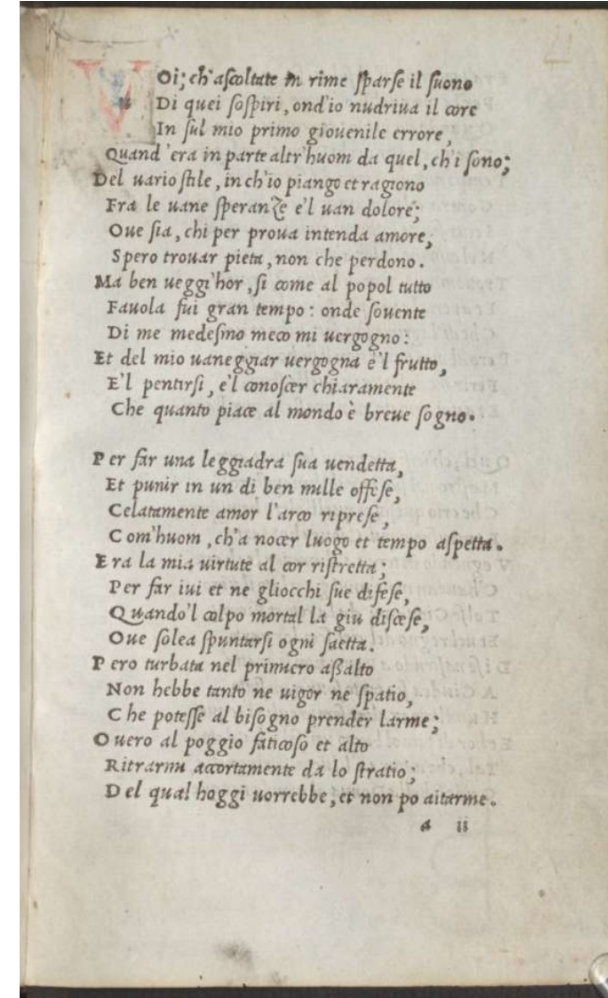 VOi; ch'ascoltate in rime sparse il suono
Di quei sospiri, ond'io nudriua il core
In sul mio primo giouenile errore,
Quand'era in parte altr'huom da quel, ch'i sono;
Del uario stile, in ch'io piango et ragiono
Fra le uane speranze e'l uan dolore;
Oue sia, chi per proua intenda amore,
Spero trouar pieta, non che perdono.
Ma ben ueggi'hor, si come al popol tutto
Fauola fui gran tempo: onde souente
Di me medesmo meco mi uergogno:
Et del mio uaneggiar uergogna è'l frutto,
E'l pentirsi, e'l conoscer chiaramente
Che quanto piace al mondo è breue sogno.
Per far una leggiadra sua uendetta,
Et punir in un di ben mille offese,
Celatamente amor l'arco riprese,
Com'huom, ch'a nocer luogo et tempo aspetta.
Era la mia uirtute al cor ristretta;
Per far iui et ne gliocchi sue difese,
Quando'l colpo mortal la giu discese,
Oue solea spuntarsi ogni saetta.
Pero turbata nel primiero assalto
Non hebbe tanto ne uigor ne spatio,
Che potesse al bisogno prender larme;
Ouero al poggio faticoso et alto
Ritrarmi accortamente da lo stratio;
Del qual hoggi uorrebbe, et non po aitarme.
a ii